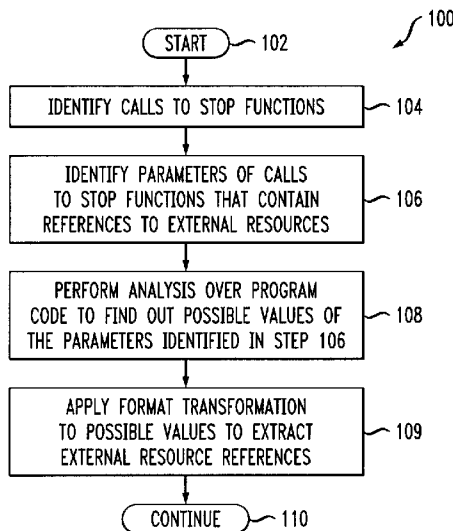 100
START
102
IDENTIFY CALLS TO STOP FUNCTIONS
104
IDENTIFY PARAMETERS OF CALLS
TO STOP FUNCTIONS THAT CONTAIN
REFERENCES TO EXTERNAL RESOURCES
106
PERFORM ANALYSIS OVER PROGRAM
CODE TO FIND OUT POSSIBLE VALUES OF
THE PARAMETERS IDENTIFIED IN STEP 106
108
APPLY FORMAT TRANSFORMATION
TO POSSIBLE VALUES TO EXTRACT
EXTERNAL RESOURCE REFERENCES
109
CONTINUE
110